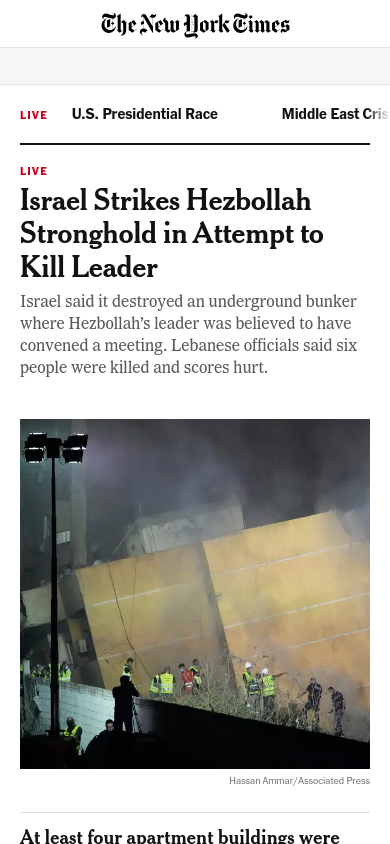 The New York Times
LIVE U.S. Presidential Race Middle East Cris
LIVE
Israel Strikes Hezbollah
Stronghold in Attempt to
Kill Leader
Israel said it destroyed an underground bunker
where Hezbollah’s leader was believed to have
convened a meeting. Lebanese officials said six
people were killed and scores hurt.
Hassan Ammar/Associated Press
At least four apartment buildings were